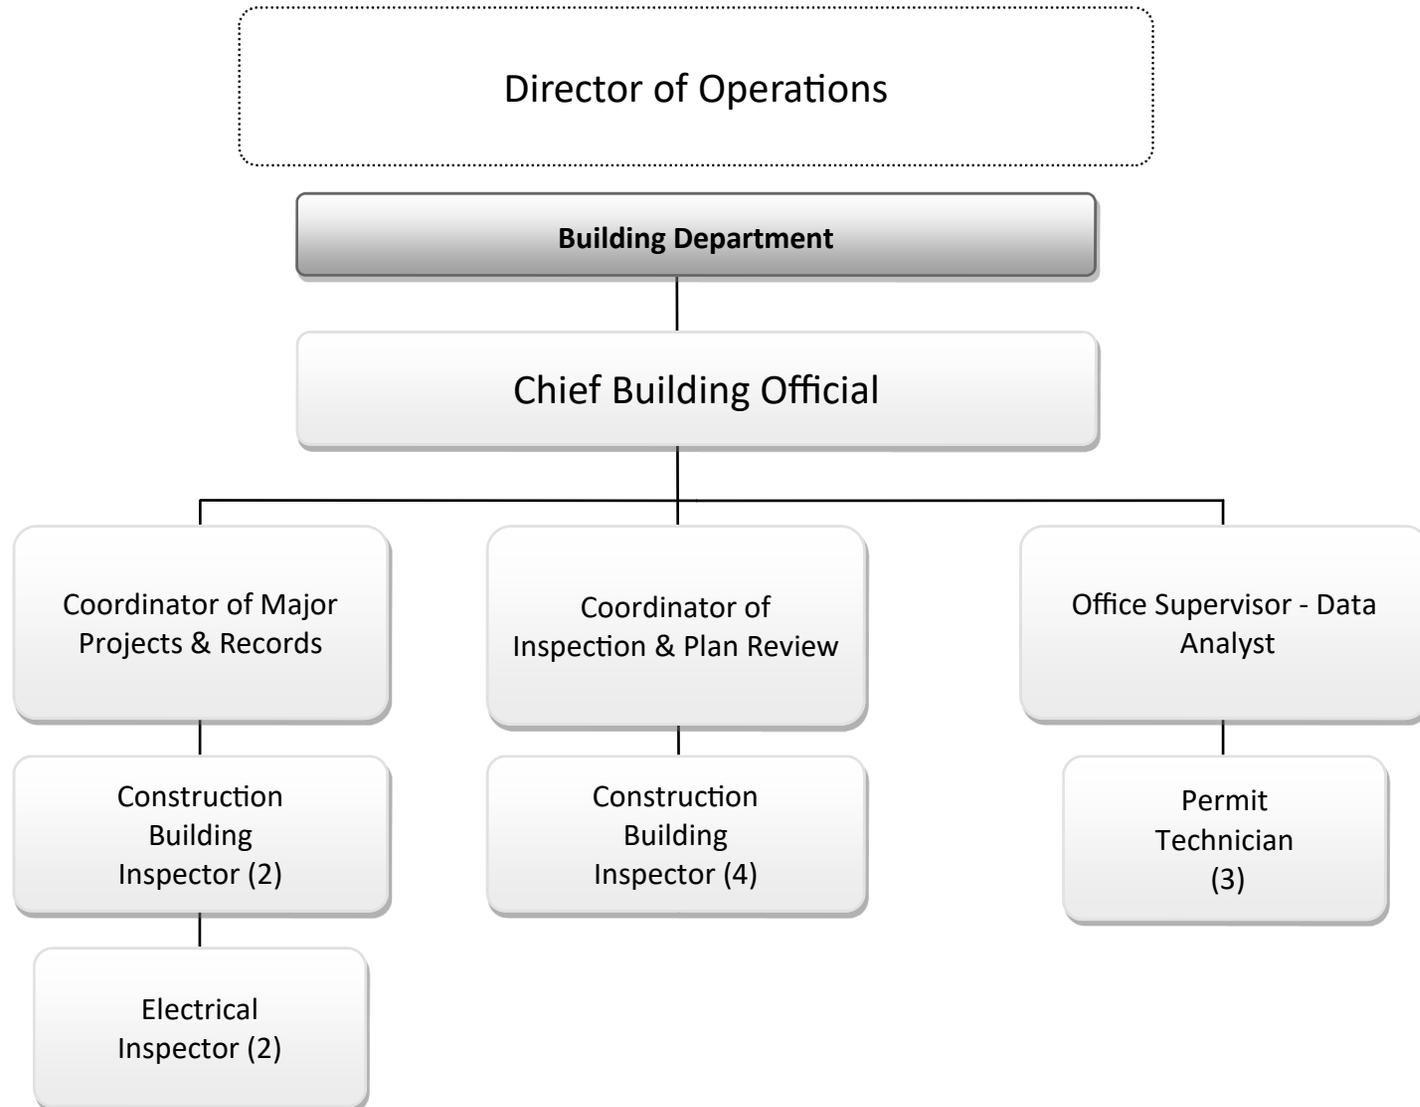 Director of Operations
Building Department
Chief Building Official
Coordinator of Major
Projects & Records
Coordinator of
Inspection & Plan Review
Office Supervisor - Data
Analyst
Construction
Building
Inspector (2)
Construction
Building
Inspector (4)
Permit
Technician
(3)
Electrical
Inspector (2)